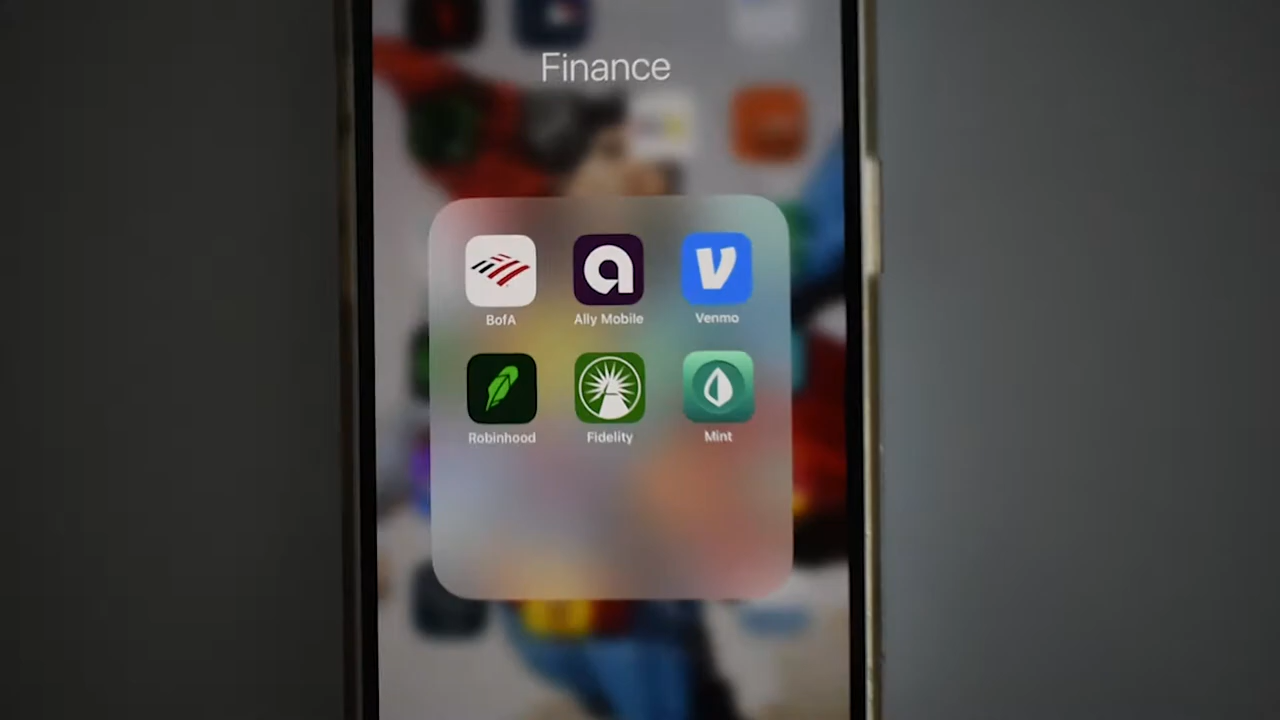 Finance
BofA
Ally Mobile
Venmo
Robinhood
Fidelity
Mint